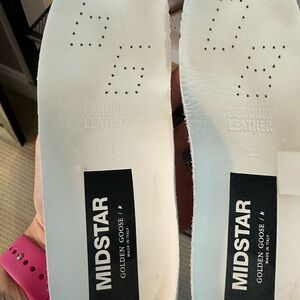 GENUINE
LEATHER
MIDSTAR
GOLDEN GOOSE / ★
MADE IN ITALY
GENUINE
LEATHER
MIDSTAR
GOLDEN GOOSE / ★
MADE IN ITALY